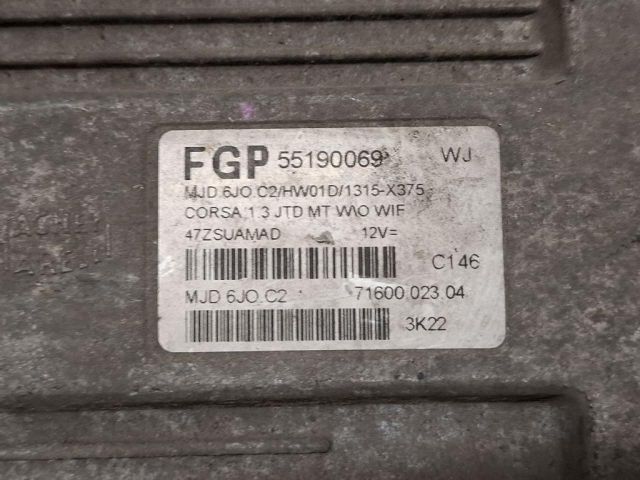 FGP 55190069 WJ
MJD 6JO.C2/HW01D/1315-X375
CORSA 1.3 JTD MT W\O WIF
47ZSUAMAD 12V=
C146
MJD 6JO.C2 71600.023.04
3K22